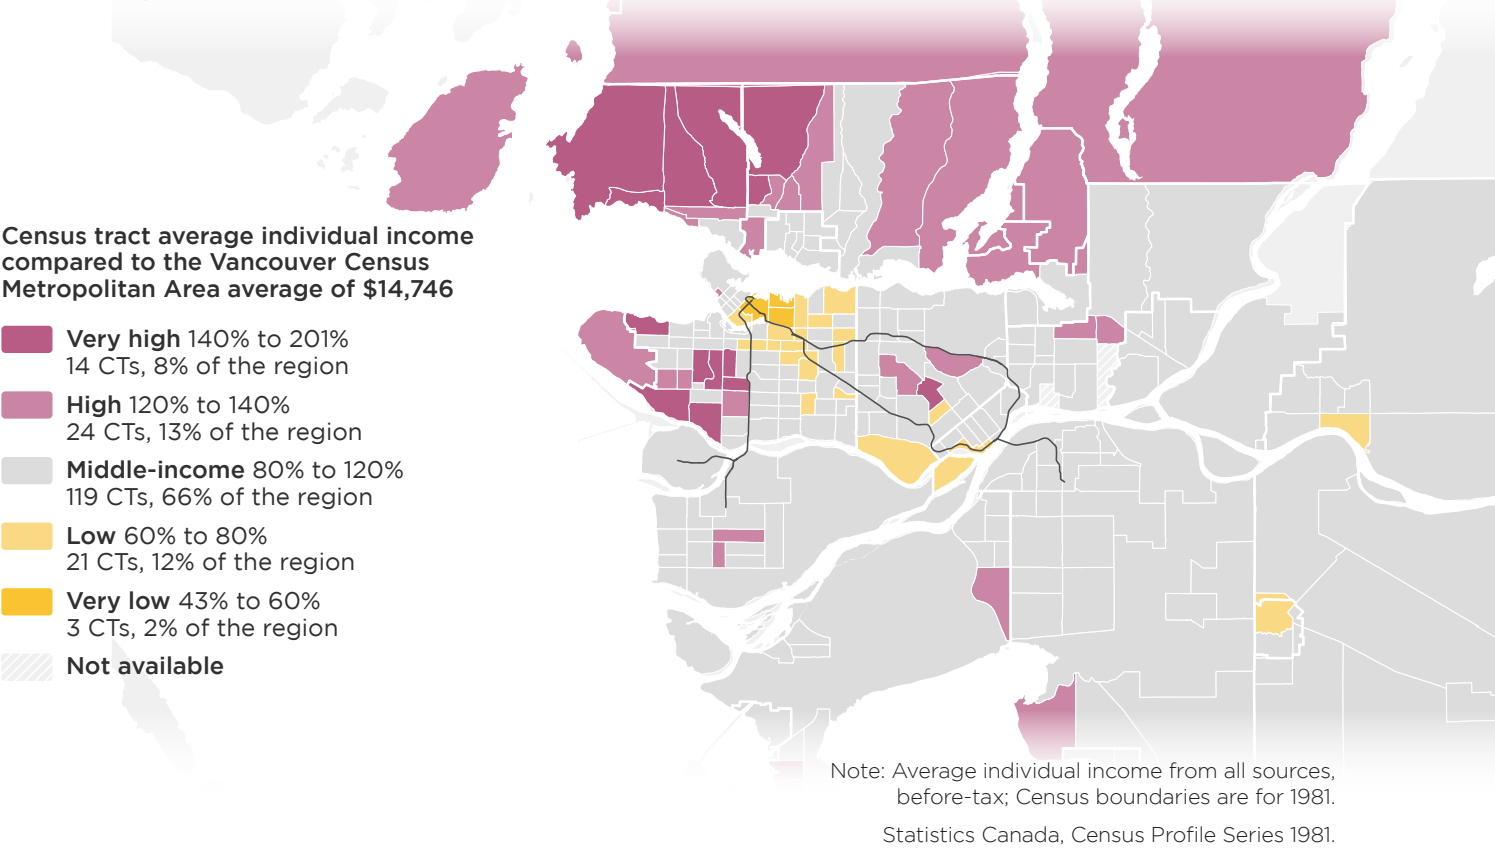 Census tract average individual income
compared to the Vancouver Census
Metropolitan Area average of $14,746
Very high 140% to 201%
14 CTs, 8% of the region
High 120% to 140%
24 CTs, 13% of the region
Middle-income 80% to 120%
119 CTs, 66% of the region
Low 60% to 80%
21 CTs, 12% of the region
Very low 43% to 60%
3 CTs, 2% of the region
Not available
Note: Average individual income from all sources,
before-tax; Census boundaries are for 1981.
Statistics Canada, Census Profile Series 1981.